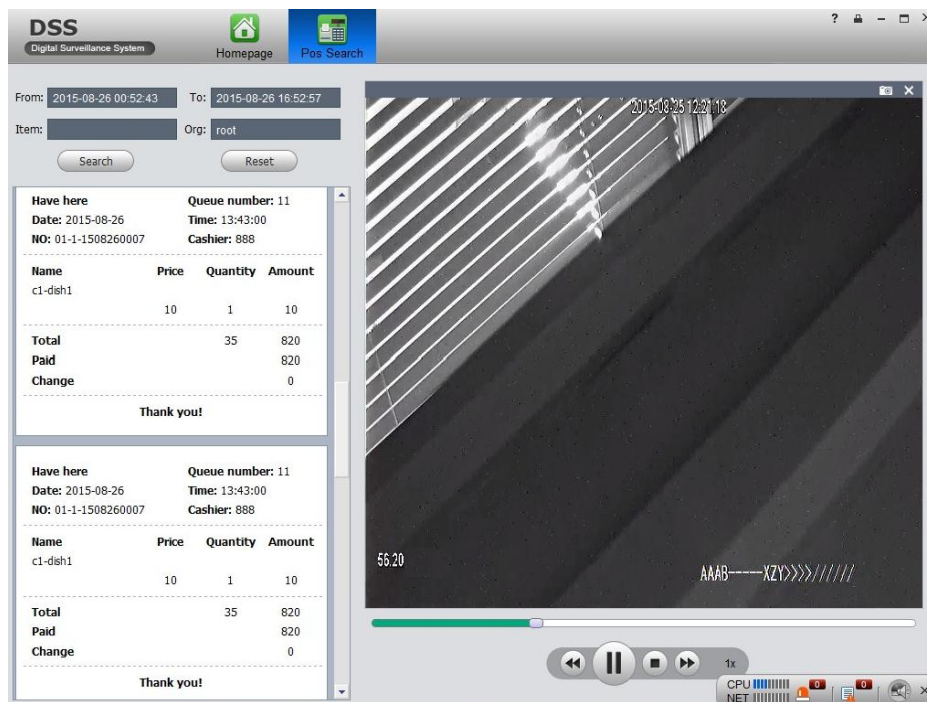 DSS
Digital Surveillance System
Homepage
Pos Search
?
From: 2015-08-26 00:52:43 To: 2015-08-26 16:52:57
Item: Org: root
Search Reset
Have here Queue number: 11
Date: 2015-08-26 Time: 13:43:00
NO: 01-1-1508260007 Cashier: 888
Name Price Quantity Amount
c1-dish1
10 1 10
Total 35 820
Paid 820
Change 0
Thank you!
Have here Queue number: 11
Date: 2015-08-26 Time: 13:43:00
NO: 01-1-1508260007 Cashier: 888
Name Price Quantity Amount
c1-dish1
10 1 10
Total 35 820
Paid 820
Change 0
Thank you!
2015-08-25 12:21:18
56.20
AAAB-----XZY>>>>//////
1x
CPU 0 0
NET